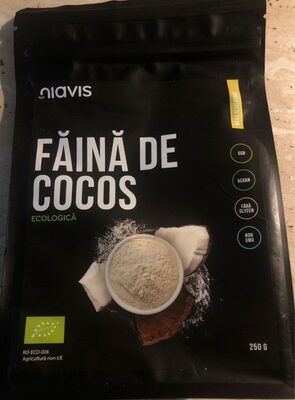 niavis
FĂINĂ DE
COCOS
ECOLOGICĂ
VEGAN
FĂRĂ
GLUTEN
NON
GMO
RO-ECO-008
Agricultură non-UE
250 G